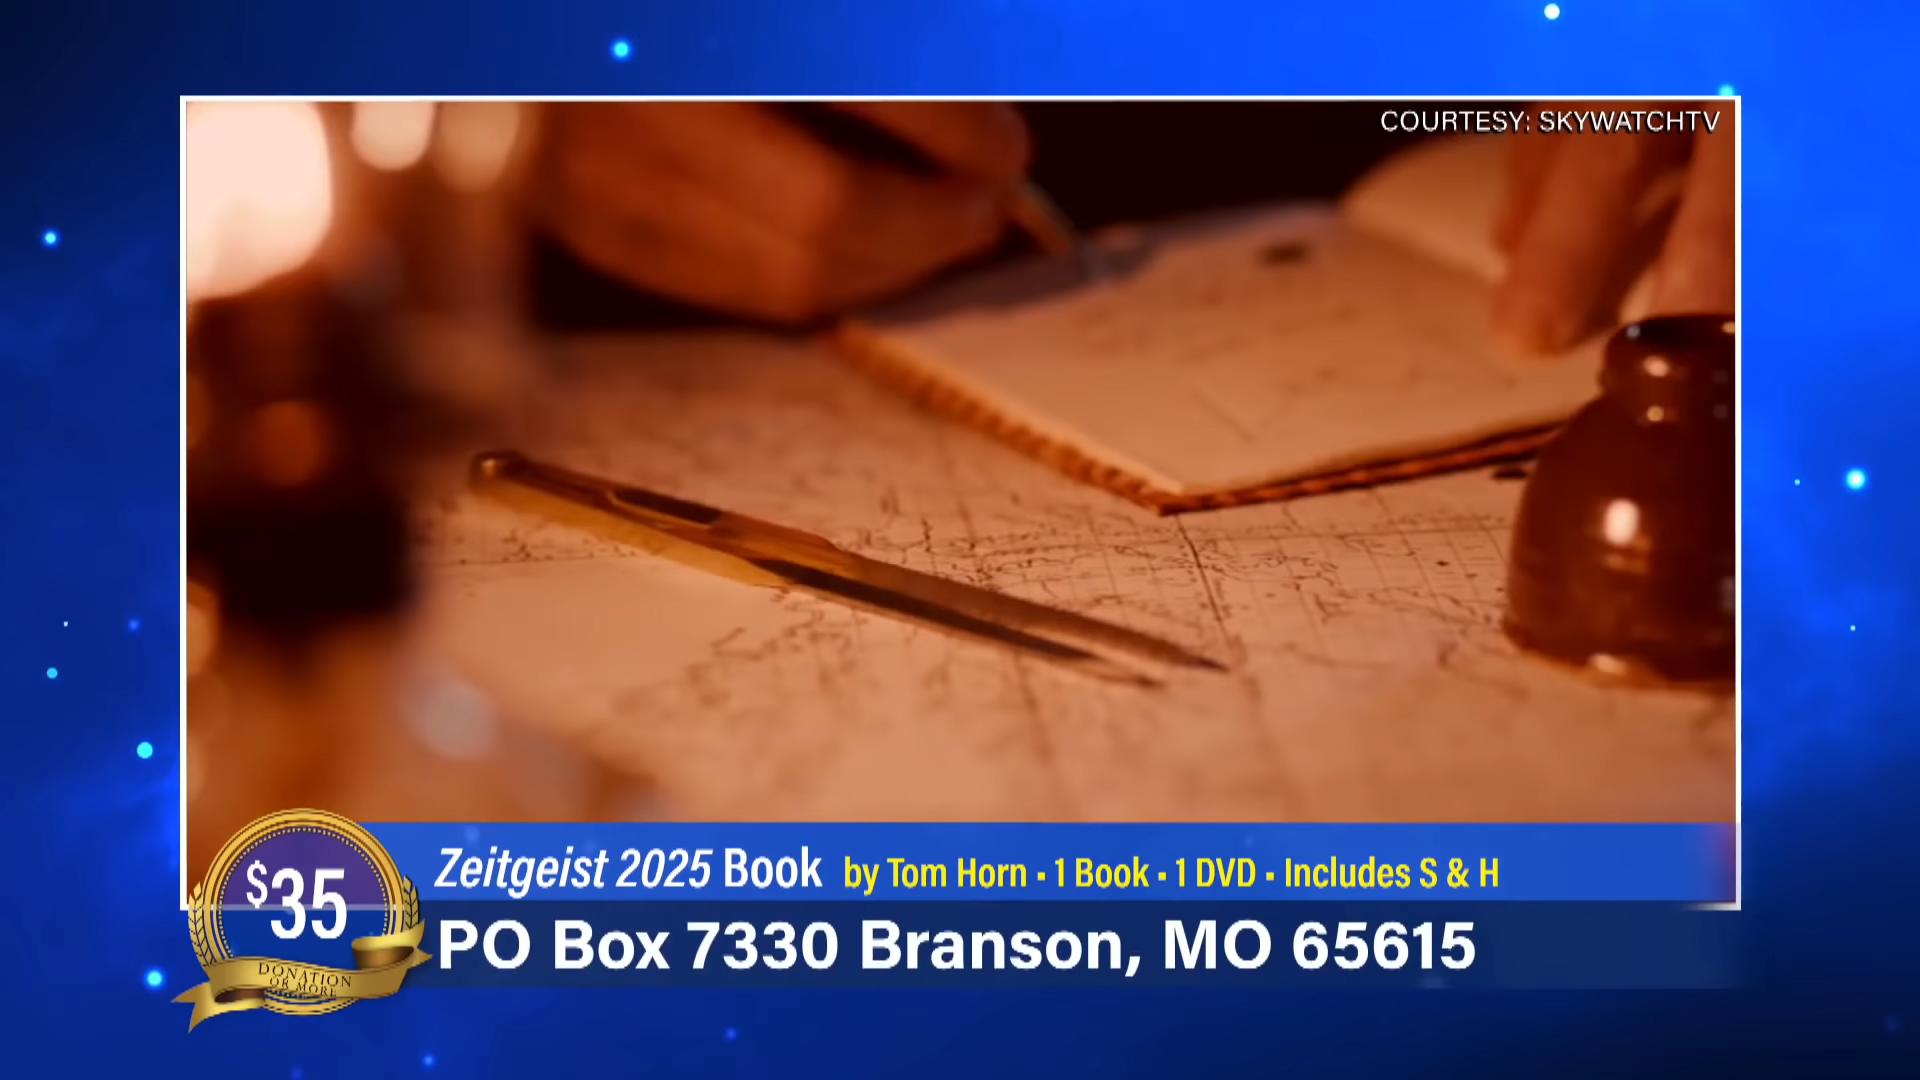 COURTESY: SKYWATCHTV
Zeitgeist 2025 Book by Tom Horn · 1 Book · 1 DVD · Includes S & H
$35
PO Box 7330 Branson, MO 65615
DONATION
OR MORE